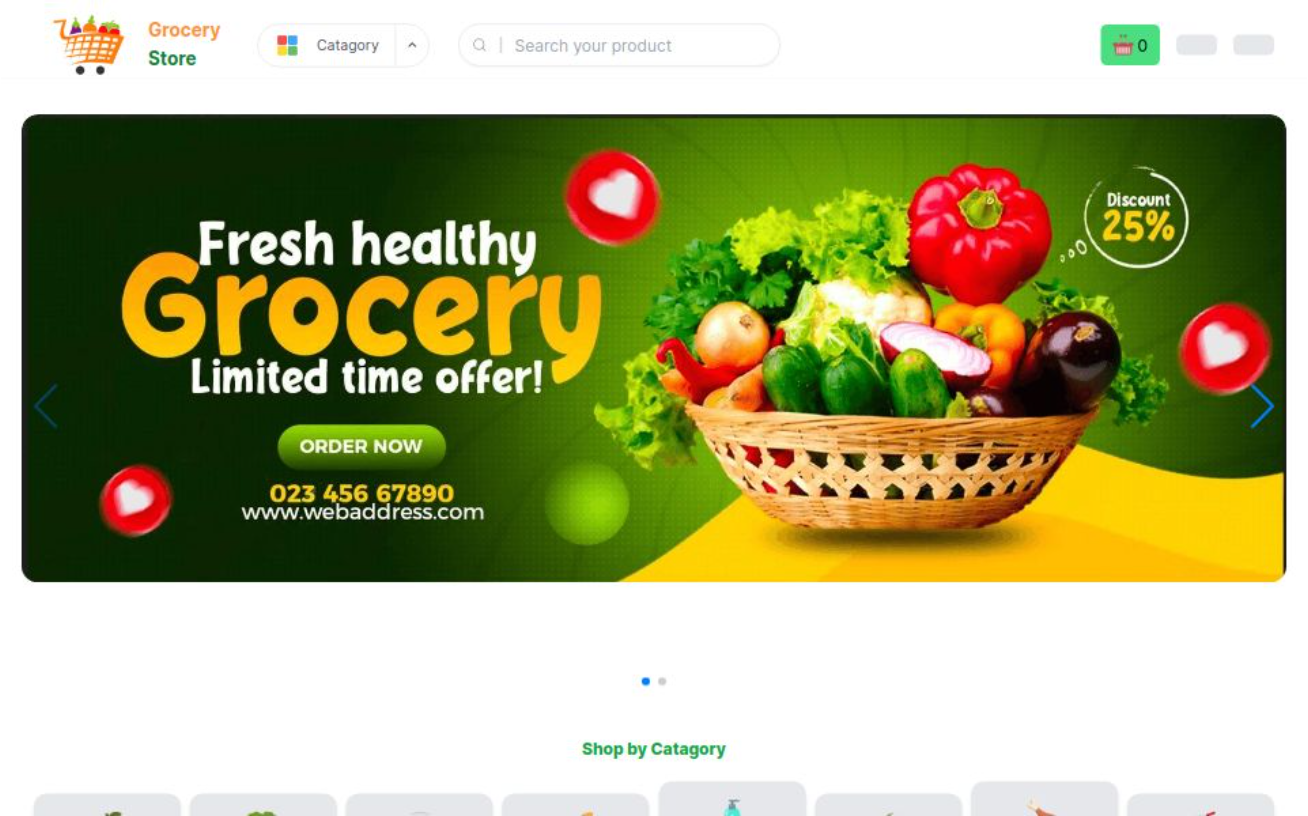 Grocery
Store
Catagory
Search your product
0
Fresh healthy
Grocery
Limited time offer!
ORDER NOW
023 456 67890
www.webaddress.com
Discount
25%
Shop by Catagory